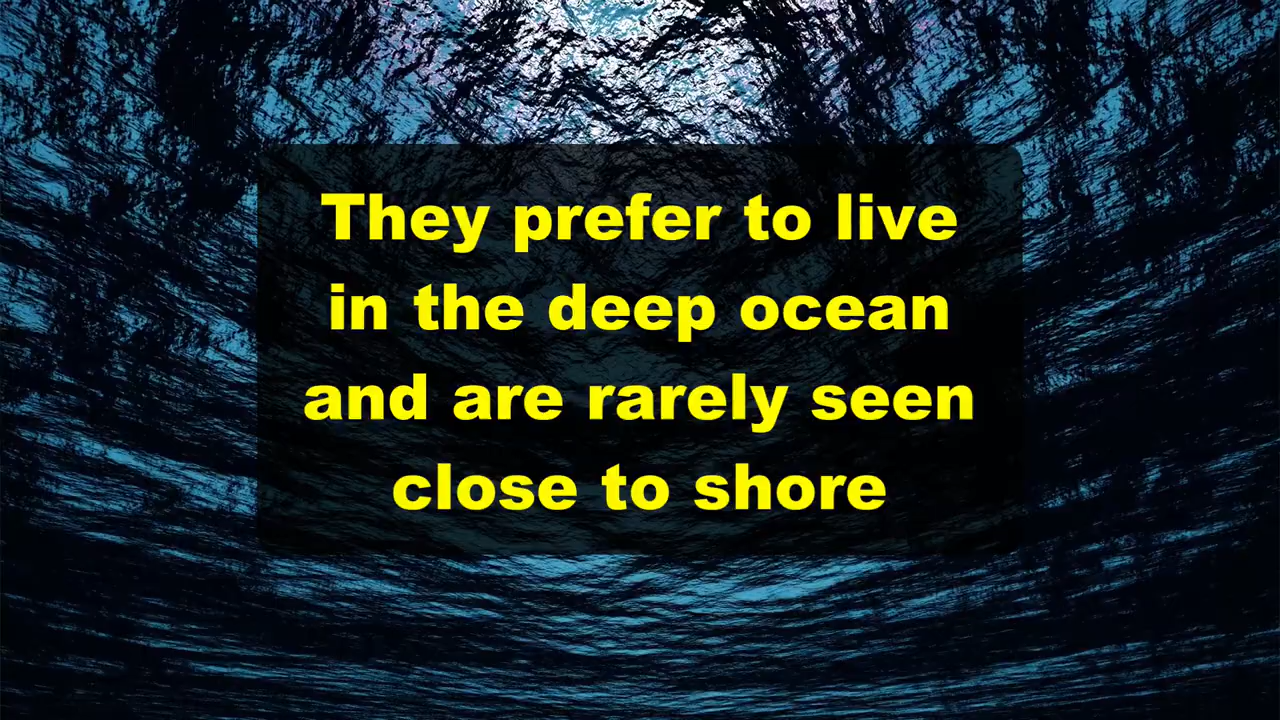 They prefer to live
in the deep ocean
and are rarely seen
close to shore